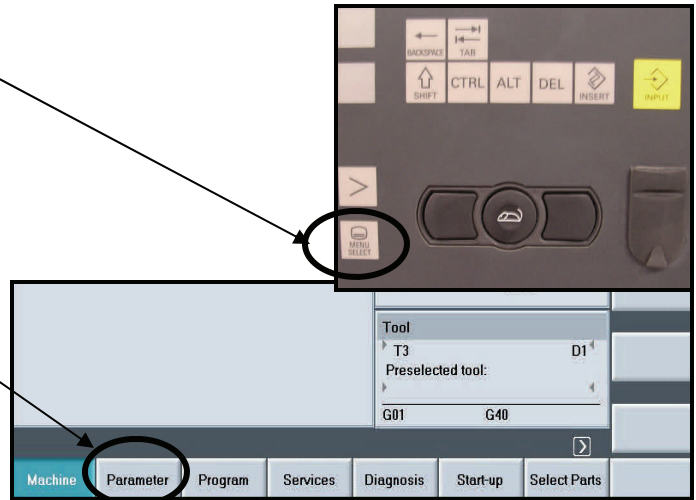 BACKSPACE TAB
SHIFT CTRL ALT DEL INSERT INPUT
>
MENU
SELECT
Tool
T3 D1
Preselected tool:
G01 G40
Machine Parameter Program Services Diagnosis Start-up Select Parts